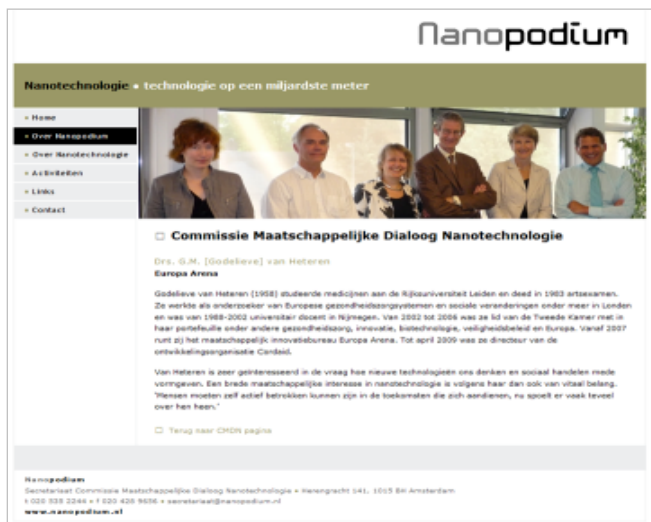 Nanopodium
Nanotechnologie • technologie op een miljardste meter
Home
Over Nanopodium
Over Nanotechnologie
Activiteiten
Links
Contact
Commissie Maatschappelijke Dialoog Nanotechnologie
Drs. G.M. [Godelieve] van Heteren
Europa Arena
Godelieve van Heteren (1958) studeerde medicijnen aan de Rijksuniversiteit Leiden en deed in 1983 artsexamen.
Ze werkte als onderzoeker van Europese gezondheidszorgsystemen en sociale veranderingen onder meer in Londen
en was van 1988-2002 universitair docent in Nijmegen. Van 2002 tot 2006 was ze lid van de Tweede Kamer met in
haar portefeuille onder andere gezondheidszorg, innovatie, biotechnologie, veiligheidsbeleid en Europa. Vanaf 2007
runt zij het maatschappelijk innovatiebureau Europa Arena. Tot april 2009 was ze directeur van de
ontwikkelingsorganisatie Cordaid.
Van Heteren is zeer geïnteresseerd in de vraag hoe nieuwe technologieën ons denken en sociaal handelen mede
vormgeven. Een brede maatschappelijke interesse in nanotechnologie is volgens haar dan ook van vitaal belang.
'Mensen moeten zelf actief betrokken kunnen zijn in de toekomsten die zich aandienen, nu spoelt er vaak teveel
over hen heen.'
Terug naar CMDN pagina
Nanopodium
Secretariaat Commissie Maatschappelijke Dialoog Nanotechnologie • Herengracht 141, 1015 BH Amsterdam
t 020 528 2244 • f 020 428 9656 • secretariaat@nanopodium.nl
www.nanopodium.nl